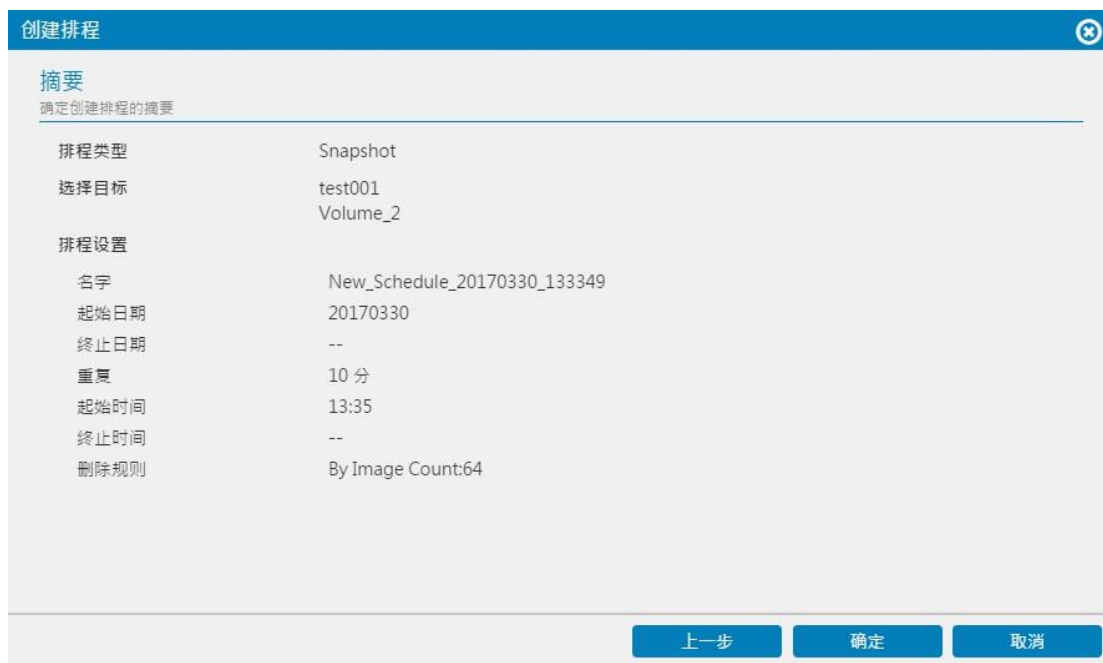 创建排程
摘要
确定创建排程的摘要
排程类型 Snapshot
选择目标 test001
Volume_2
排程设置
名字 New_Schedule_20170330_133349
起始日期 20170330
终止日期 --
重复 10 分
起始时间 13:35
终止时间 --
删除规则 By Image Count:64
上一步 确定 取消